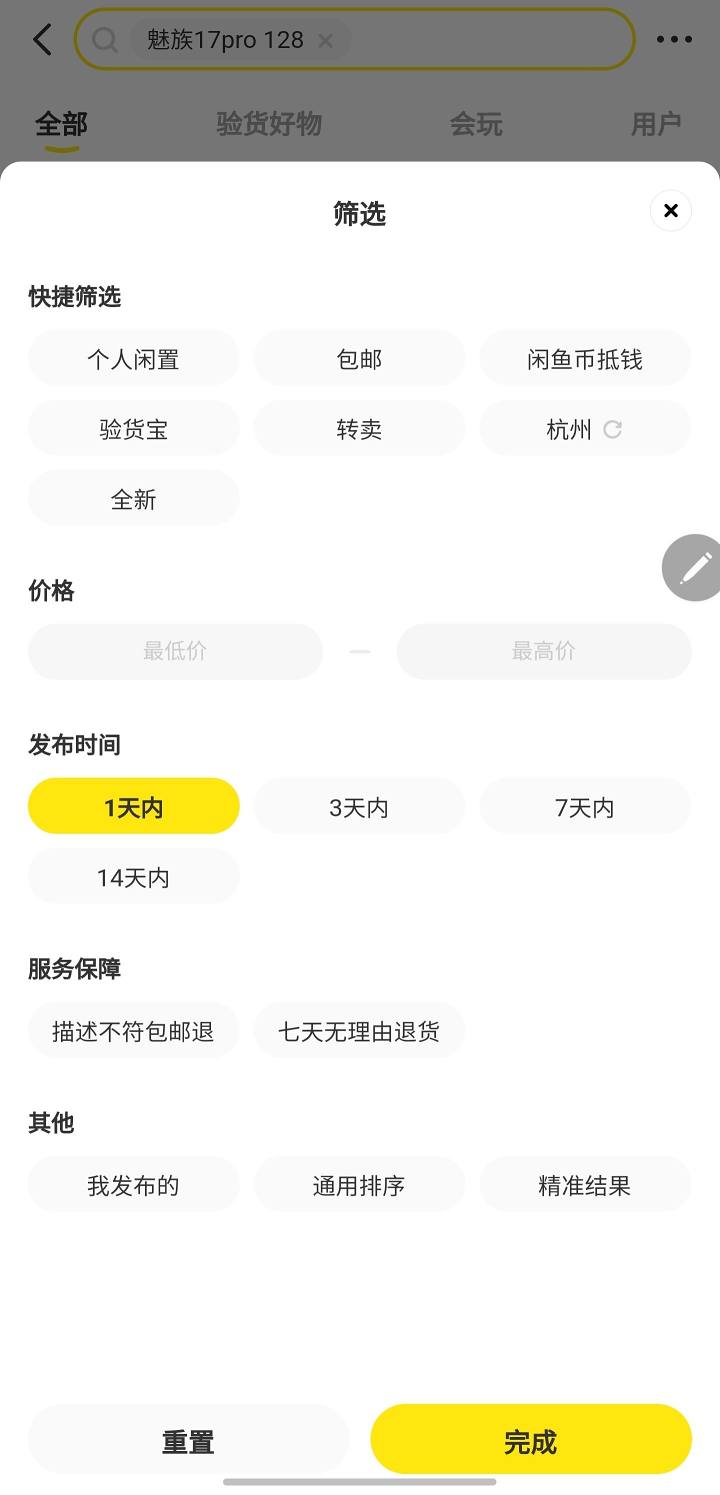 魅族17pro 128
全部 验货好物 会玩 用户
筛选
快捷筛选
个人闲置 包邮 闲鱼币抵钱
验货宝 转卖 杭州
全新
价格
最低价 最高价
发布时间
1天内 3天内 7天内
14天内
服务保障
描述不符包邮退 七天无理由退货
其他
我发布的 通用排序 精准结果
重置 完成